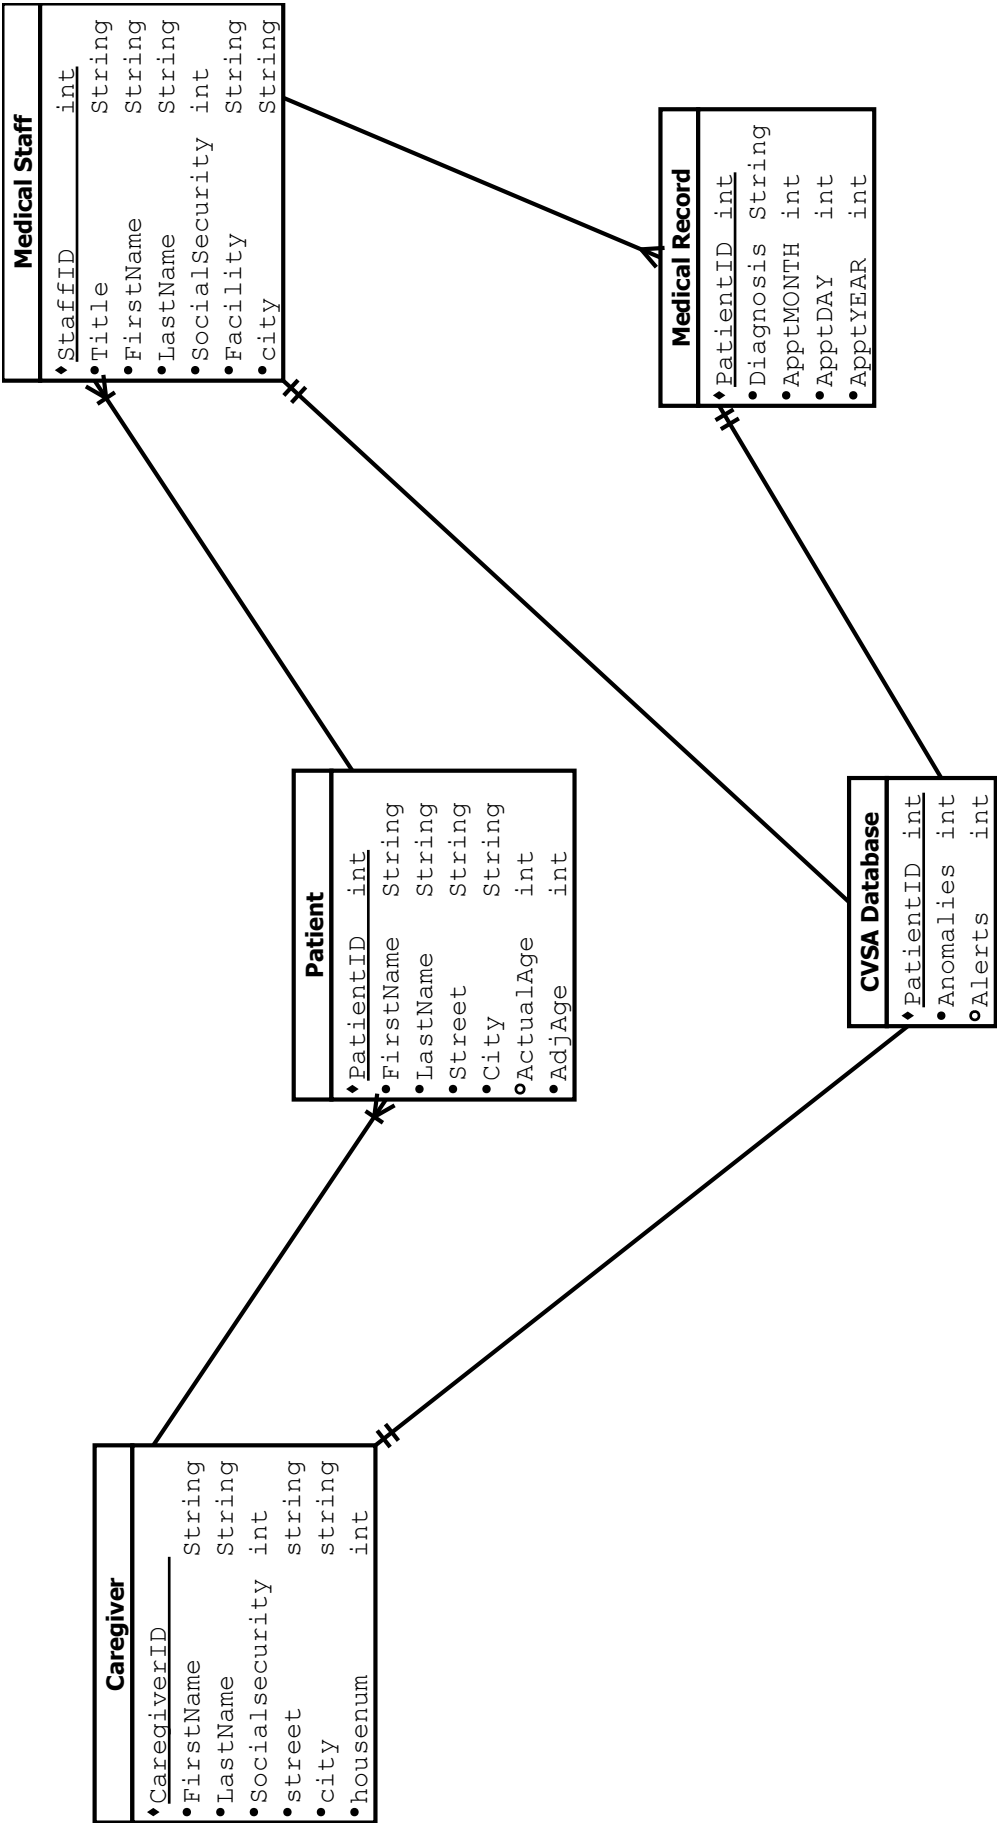 Caregiver
CaregiverID
FirstName String
LastName String
Socialsecurity int
street string
city string
housenum int
Patient
PatientID int
FirstName String
LastName String
Street String
City String
ActualAge int
AdjAge int
Medical Staff
StaffID int
Title String
FirstName String
LastName String
SocialSecurity int
Facility String
city String
CVSA Database
PatientID int
Anomalies int
Alerts int
Medical Record
PatientID int
Diagnosis String
ApptMONTH int
ApptDAY int
ApptYEAR int